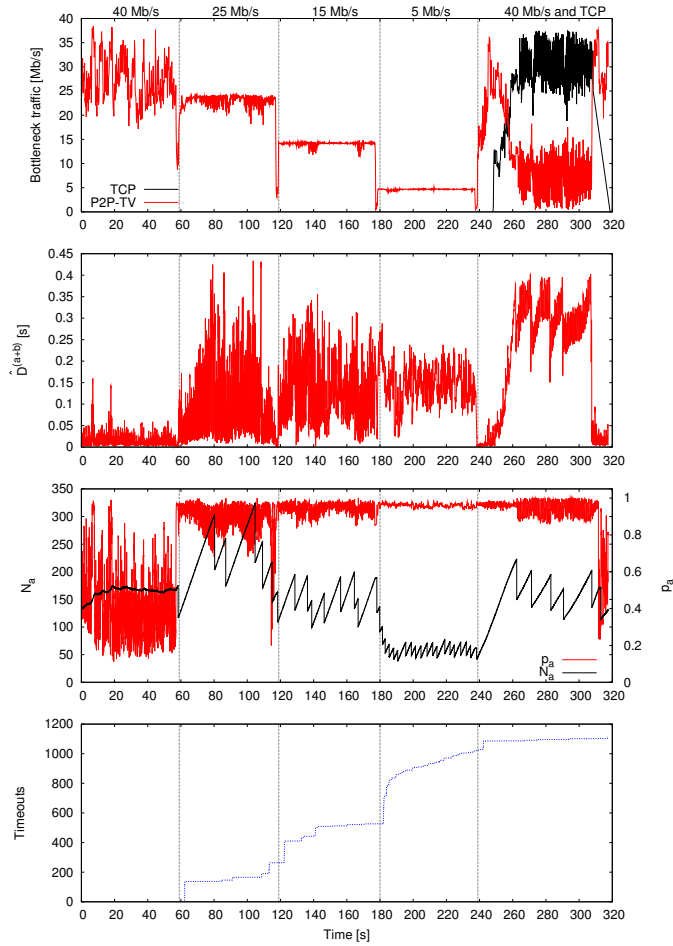 40 Mb/s 25 Mb/s 15 Mb/s 5 Mb/s 40 Mb/s and TCP
Bottleneck traffic [Mb/s]
40
35
30
25
20
15
10
5
0
TCP
P2P-TV
0 20 40 60 80 100 120 140 160 180 200 220 240 260 280 300 320
D̂(a+b) [s]
0.45
0.4
0.35
0.3
0.25
0.2
0.15
0.1
0.05
0
0 20 40 60 80 100 120 140 160 180 200 220 240 260 280 300 320
N_a
350
300
250
200
150
100
50
0
p_a
N_a
1
0.8
0.6
0.4
0.2
0
p_a
0 20 40 60 80 100 120 140 160 180 200 220 240 260 280 300 320
Timeouts
1200
1000
800
600
400
200
0
0 20 40 60 80 100 120 140 160 180 200 220 240 260 280 300 320
Time [s]